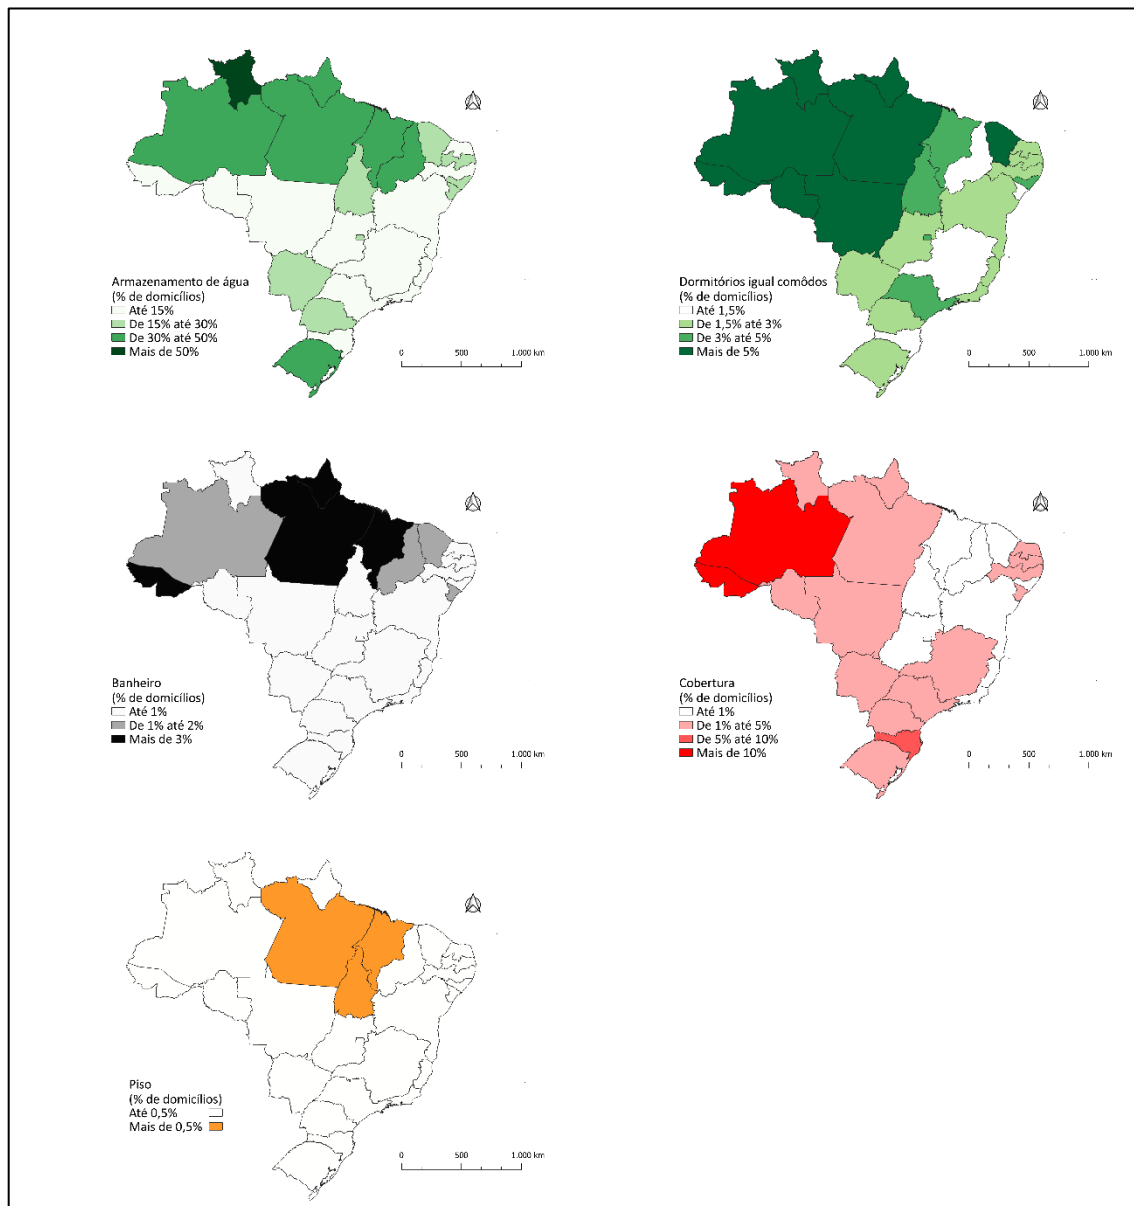 Armazenamento de água
(% de domicílios)
Até 15%
De 15% até 30%
De 30% até 50%
Mais de 50%
0 500 1.000 km
Dormitórios igual comôdos
(% de domicílios)
Até 1,5%
De 1,5% até 3%
De 3% até 5%
Mais de 5%
0 500 1.000 km
Banheiro
(% de domicílios)
Até 1%
De 1% até 2%
Mais de 3%
0 500 1.000 km
Cobertura
(% de domicílios)
Até 1%
De 1% até 5%
De 5% até 10%
Mais de 10%
0 500 1.000 km
Piso
(% de domicílios)
Até 0,5%
Mais de 0,5%
0 500 1.000 km